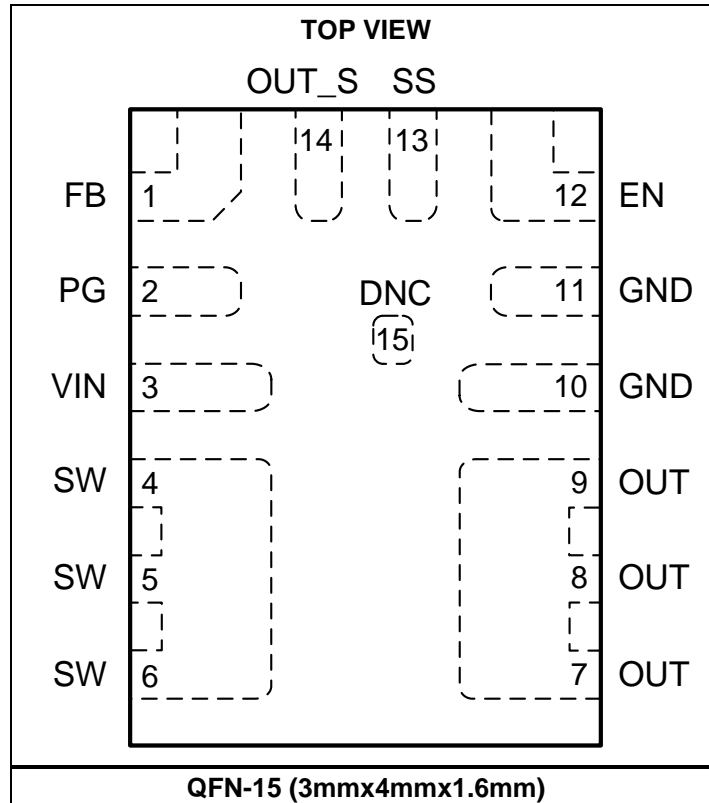 TOP VIEW
OUT_S SS
14 13
FB 1 12 EN
PG 2 DNC 11 GND
15
VIN 3 10 GND
SW 4 9 OUT
SW 5 8 OUT
SW 6 7 OUT
QFN-15 (3mmx4mmx1.6mm)